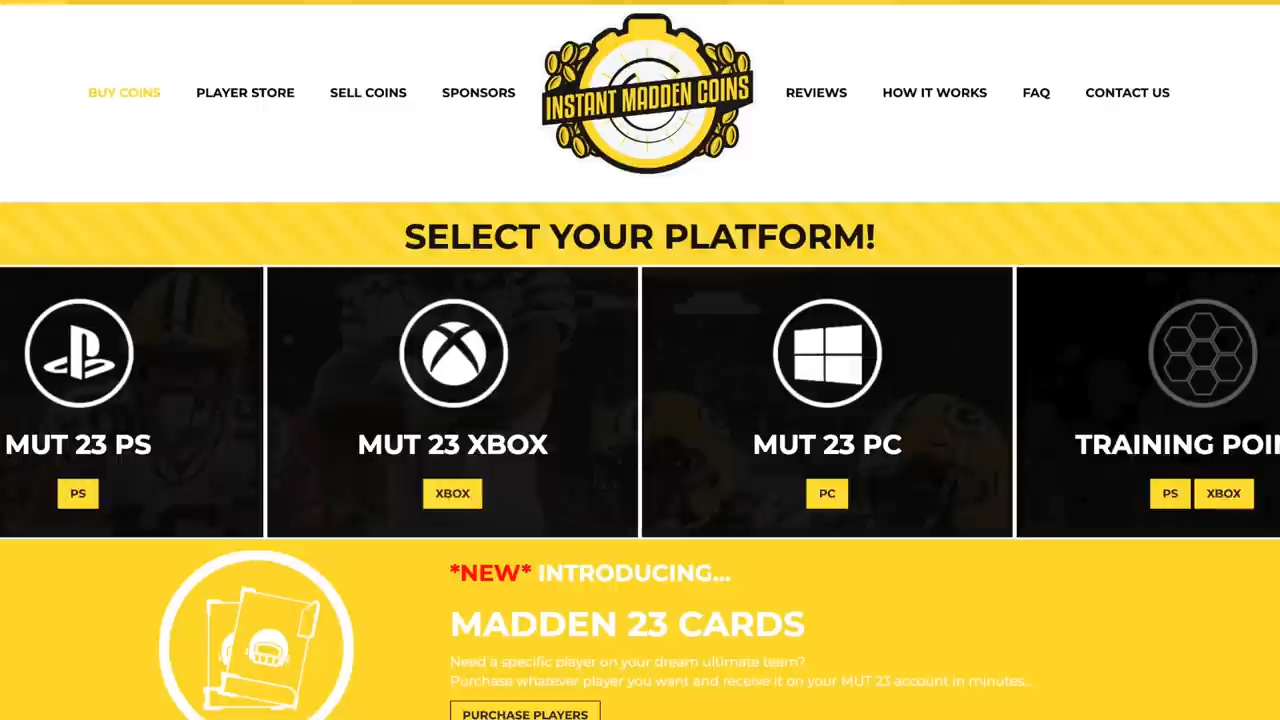 BUY COINS
PLAYER STORE
SELL COINS
SPONSORS
INSTANT MADDEN COINS
REVIEWS
HOW IT WORKS
FAQ
CONTACT US
SELECT YOUR PLATFORM!
MUT 23 PS
MUT 23 XBOX
MUT 23 PC
TRAINING POIN
PS
XBOX
PC
PS
XBOX
*NEW* INTRODUCING...
MADDEN 23 CARDS
Need a specific player on your dream ultimate team?
Purchase whatever player you want and receive it on your MUT 23 account in minutes...
PURCHASE PLAYERS